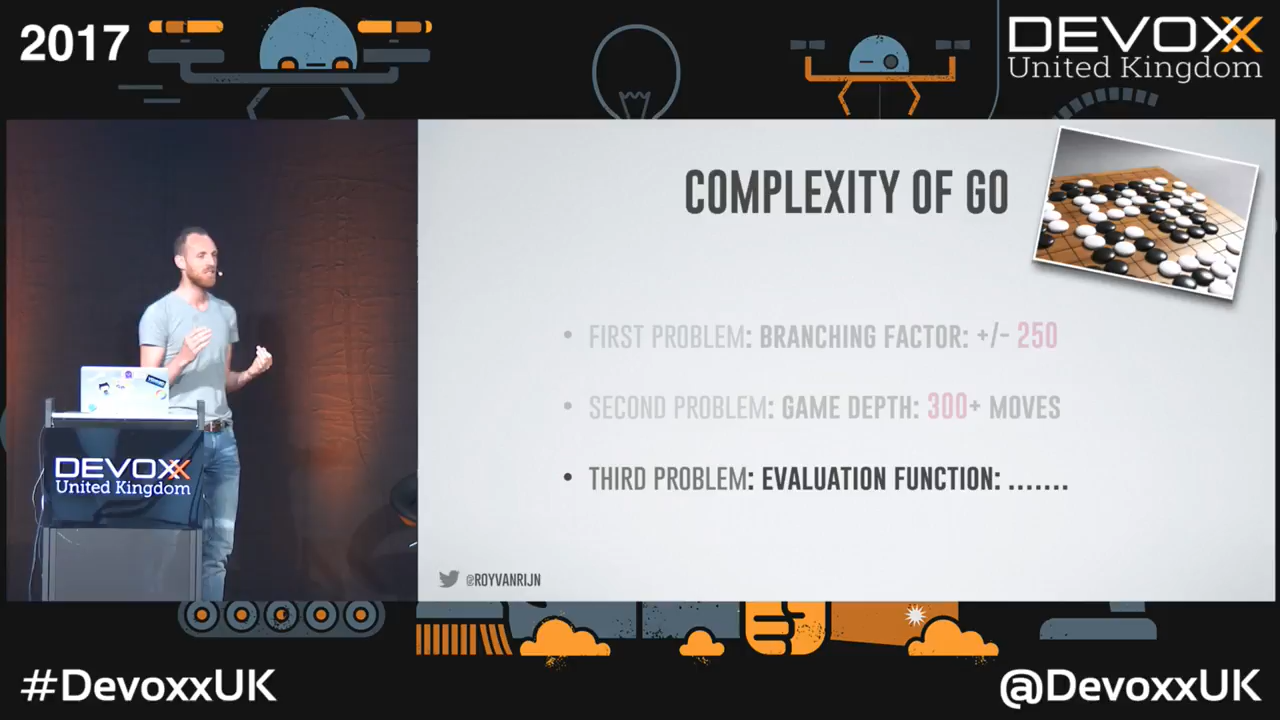 2017
DEVOXX
United Kingdom
COMPLEXITY OF GO
• FIRST PROBLEM: BRANCHING FACTOR: +/- 250
• SECOND PROBLEM: GAME DEPTH: 300+ MOVES
• THIRD PROBLEM: EVALUATION FUNCTION: .......
@ROYVANRIJN
DEVOXX
United Kingdom
#DevoxxUK
@DevoxxUK